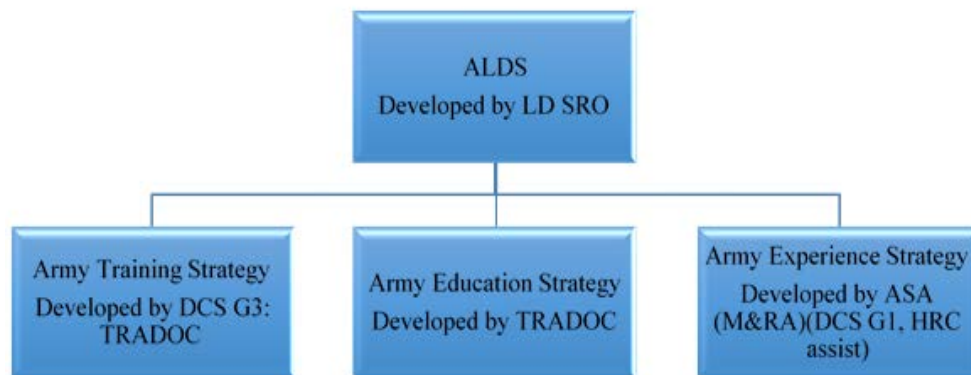 ALDS
Developed by LD SRO
Army Training Strategy
Developed by DCS G3:
TRADOC
Army Education Strategy
Developed by TRADOC
Army Experience Strategy
Developed by ASA
(M&RA)(DCS G1, HRC
assist)